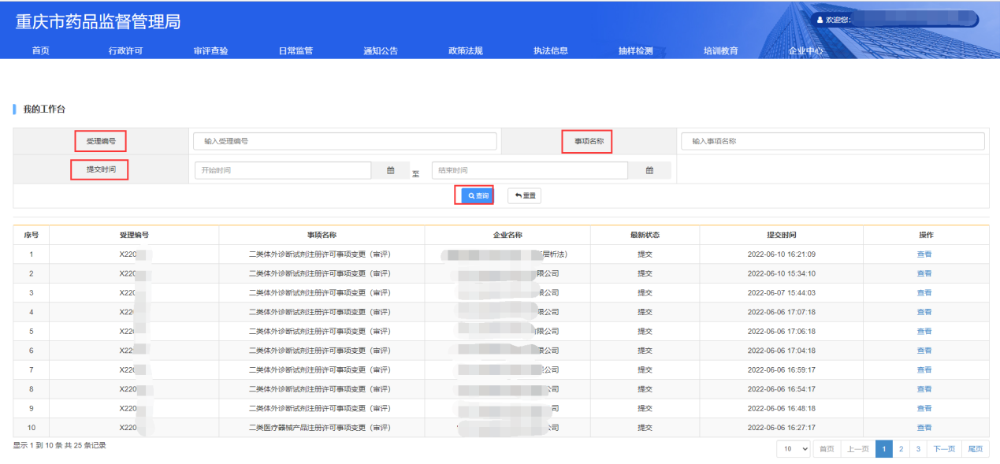 重庆市药品监督管理局
欢迎您:
首页 行政许可 审评查验 日常监管 通知公告 政策法规 执法信息 抽样检测 培训教育 企业中心
我的工作台
受理编号 输入受理编号 事项名称 输入事项名称
提交时间 开始时间 至 结束时间
查询 重置
序号 受理编号 事项名称 企业名称 最新状态 提交时间 操作
1 X220 二类体外诊断试剂注册许可事项变更（审评） 层析法） 提交 2022-06-10 16:21:09 查看
2 X220 二类体外诊断试剂注册许可事项变更（审评） 限公司 提交 2022-06-10 15:34:10 查看
3 X220 二类体外诊断试剂注册许可事项变更（审评） 限公司 提交 2022-06-07 15:44:03 查看
4 X22 二类体外诊断试剂注册许可事项变更（审评） 限公司 提交 2022-06-06 17:07:18 查看
5 X220 二类体外诊断试剂注册许可事项变更（审评） 有限公司 提交 2022-06-06 17:06:18 查看
6 X22 二类体外诊断试剂注册许可事项变更（审评） 限公司 提交 2022-06-06 17:04:18 查看
7 X220 二类体外诊断试剂注册许可事项变更（审评） 公司 提交 2022-06-06 16:59:17 查看
8 X220 二类体外诊断试剂注册许可事项变更（审评） 公司 提交 2022-06-06 16:54:17 查看
9 X220 二类体外诊断试剂注册许可事项变更（审评） 司 提交 2022-06-06 16:48:18 查看
10 X220 二类医疗器械产品注册许可事项变更（审评） 公司 提交 2022-06-06 16:27:17 查看
显示 1 到 10 条 共 25 条记录
10 首页 上一页 1 2 3 下一页 尾页